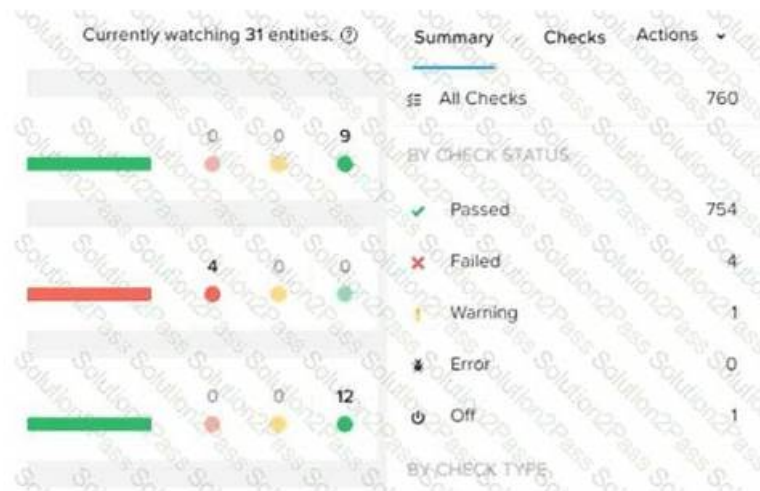 Currently watching 31 entities. ?
0 0 9
4 0 0
0 0 12
Summary Checks Actions
All Checks 760
BY CHECK STATUS
Passed 754
Failed 4
Warning 1
Error 0
Off 1
BY CHECK TYPE
Solution2Pass